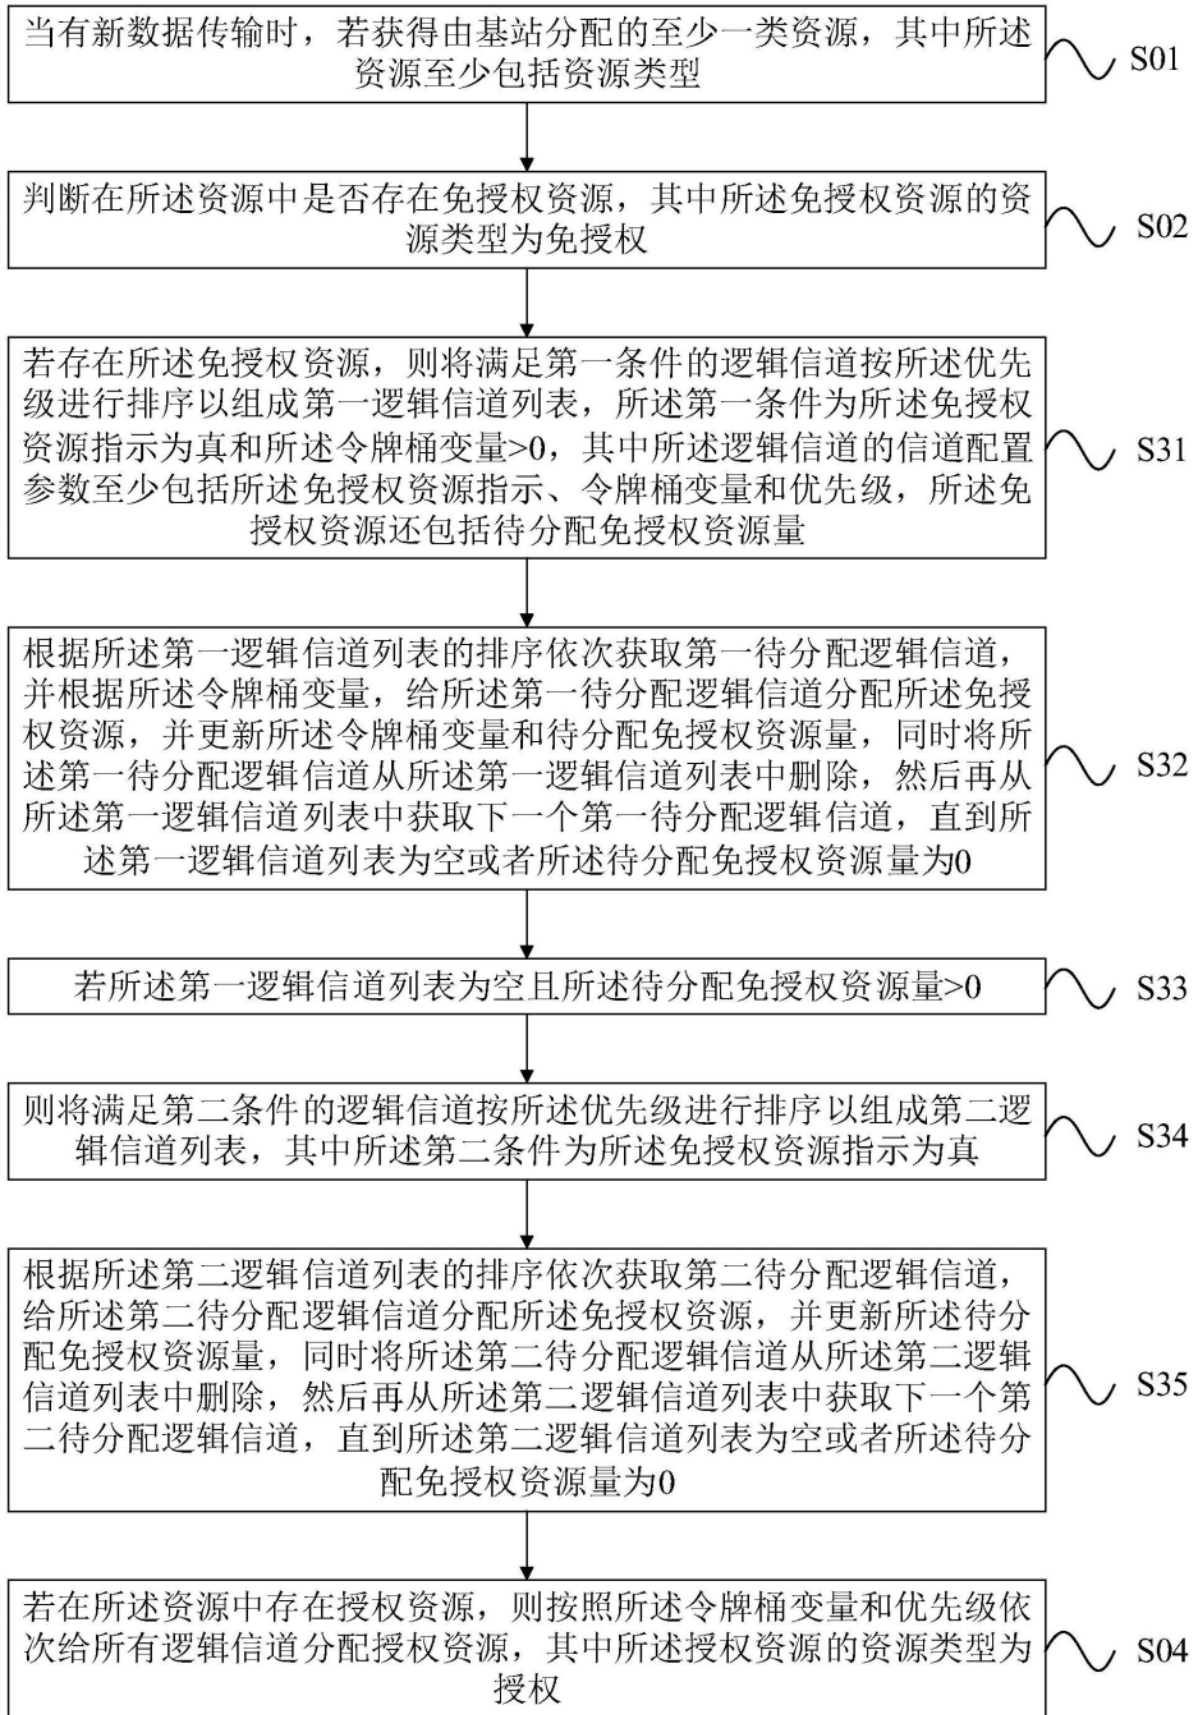 当有新数据传输时，若获得由基站分配的至少一类资源，其中所述
资源至少包括资源类型
S01
判断在所述资源中是否存在免授权资源，其中所述免授权资源的资
源类型为免授权
S02
若存在所述免授权资源，则将满足第一条件的逻辑信道按所述优先
级进行排序以组成第一逻辑信道列表，所述第一条件为所述免授权
资源指示为真和所述令牌桶变量>0，其中所述逻辑信道的信道配置
参数至少包括所述免授权资源指示、令牌桶变量和优先级，所述免
授权资源还包括待分配免授权资源量
S31
根据所述第一逻辑信道列表的排序依次获取第一待分配逻辑信道，
并根据所述令牌桶变量，给所述第一待分配逻辑信道分配所述免授
权资源，并更新所述令牌桶变量和待分配免授权资源量，同时将所
述第一待分配逻辑信道从所述第一逻辑信道列表中删除，然后再从
所述第一逻辑信道列表中获取下一个第一待分配逻辑信道，直到所
述第一逻辑信道列表为空或者所述待分配免授权资源量为0
S32
若所述第一逻辑信道列表为空且所述待分配免授权资源量>0
S33
则将满足第二条件的逻辑信道按所述优先级进行排序以组成第二逻
辑信道列表，其中所述第二条件为所述免授权资源指示为真
S34
根据所述第二逻辑信道列表的排序依次获取第二待分配逻辑信道，
给所述第二待分配逻辑信道分配所述免授权资源，并更新所述待分
配免授权资源量，同时将所述第二待分配逻辑信道从所述第二逻辑
信道列表中删除，然后再从所述第二逻辑信道列表中获取下一个第
二待分配逻辑信道，直到所述第二逻辑信道列表为空或者所述待分
配免授权资源量为0
S35
若在所述资源中存在授权资源，则按照所述令牌桶变量和优先级依
次给所有逻辑信道分配授权资源，其中所述授权资源的资源类型为
授权
S04